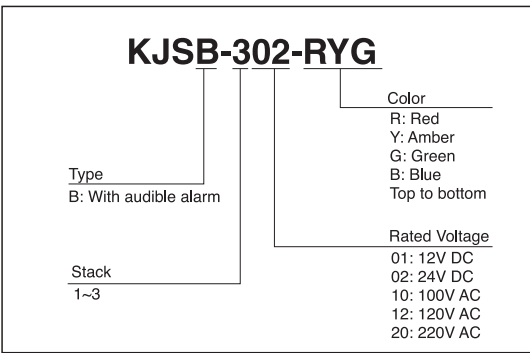 KJSB-302-RYG
Color
R: Red
Y: Amber
G: Green
B: Blue
Top to bottom
Type
B: With audible alarm
Rated Voltage
01: 12V DC
02: 24V DC
10: 100V AC
12: 120V AC
20: 220V AC
Stack
1~3